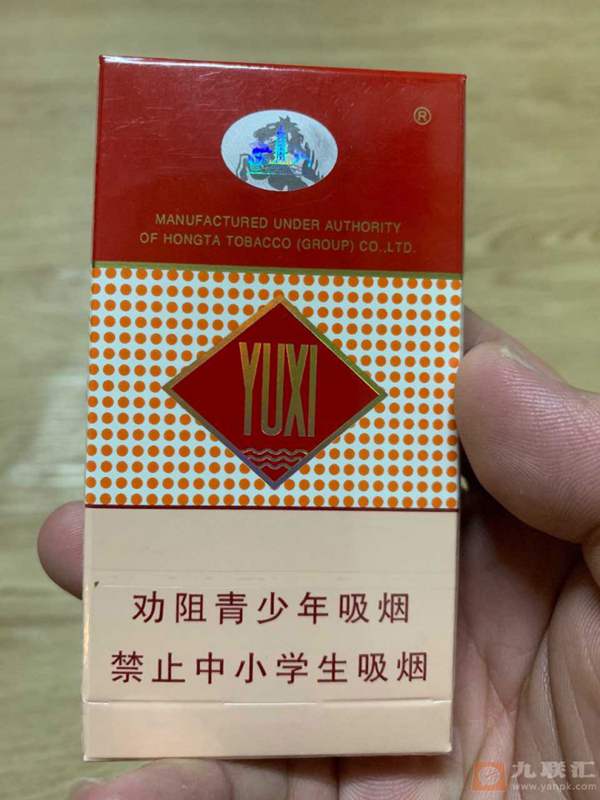 ®
MANUFACTURED UNDER AUTHORITY
OF HONGTA TOBACCO (GROUP) CO.,LTD.
YUXI
劝阻青少年吸烟
禁止中小学生吸烟
九联汇
www.yanpk.com